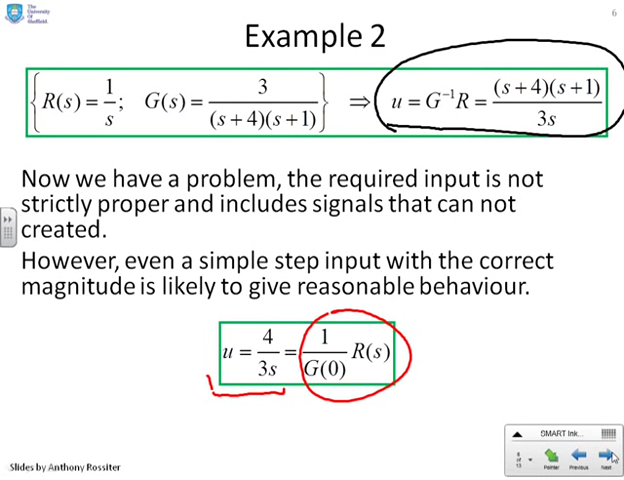 The
University
Of
Sheffield.
6
Example 2
{R(s) = 1/s; G(s) = 3/((s+4)(s+1))} ⇒ u = G⁻¹R = (s+4)(s+1)/3s
Now we have a problem, the required input is not
strictly proper and includes signals that can not
created.
However, even a simple step input with the correct
magnitude is likely to give reasonable behaviour.
u = 4/3s = 1/G(0) R(s)
SMART Ink...
6
of
13
Pointer Previous Next
Slides by Anthony Rossiter